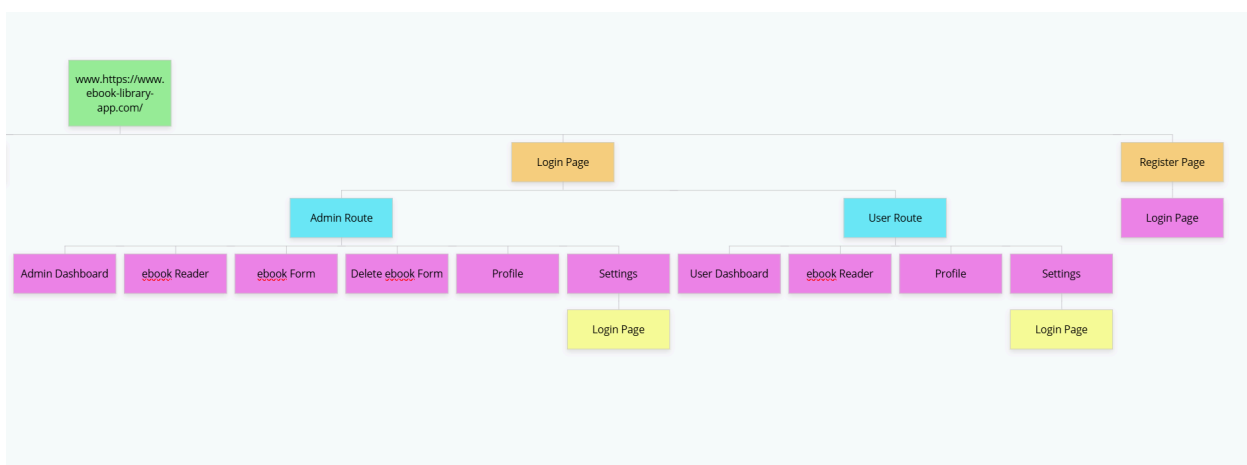 www.https://www.
ebook-library-
app.com/
Login Page
Register Page
Admin Route
User Route
Login Page
Admin Dashboard
ebook Reader
ebook Form
Delete ebook Form
Profile
Settings
User Dashboard
ebook Reader
Profile
Settings
Login Page
Login Page